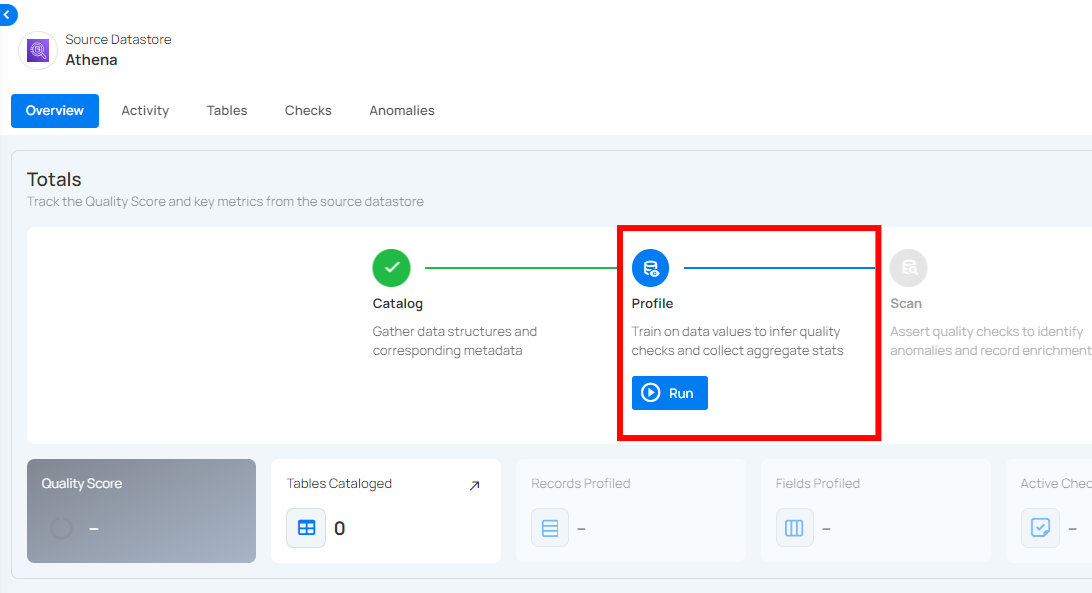 Source Datastore
Athena
Overview
Activity
Tables
Checks
Anomalies
Totals
Track the Quality Score and key metrics from the source datastore
Catalog
Gather data structures and
corresponding metadata
Profile
Train on data values to infer quality
checks and collect aggregate stats
Run
Scan
Assert quality checks to identify
anomalies and record enrichment
Quality Score
–
Tables Cataloged
0
Records Profiled
–
Fields Profiled
–
Active Chec
–